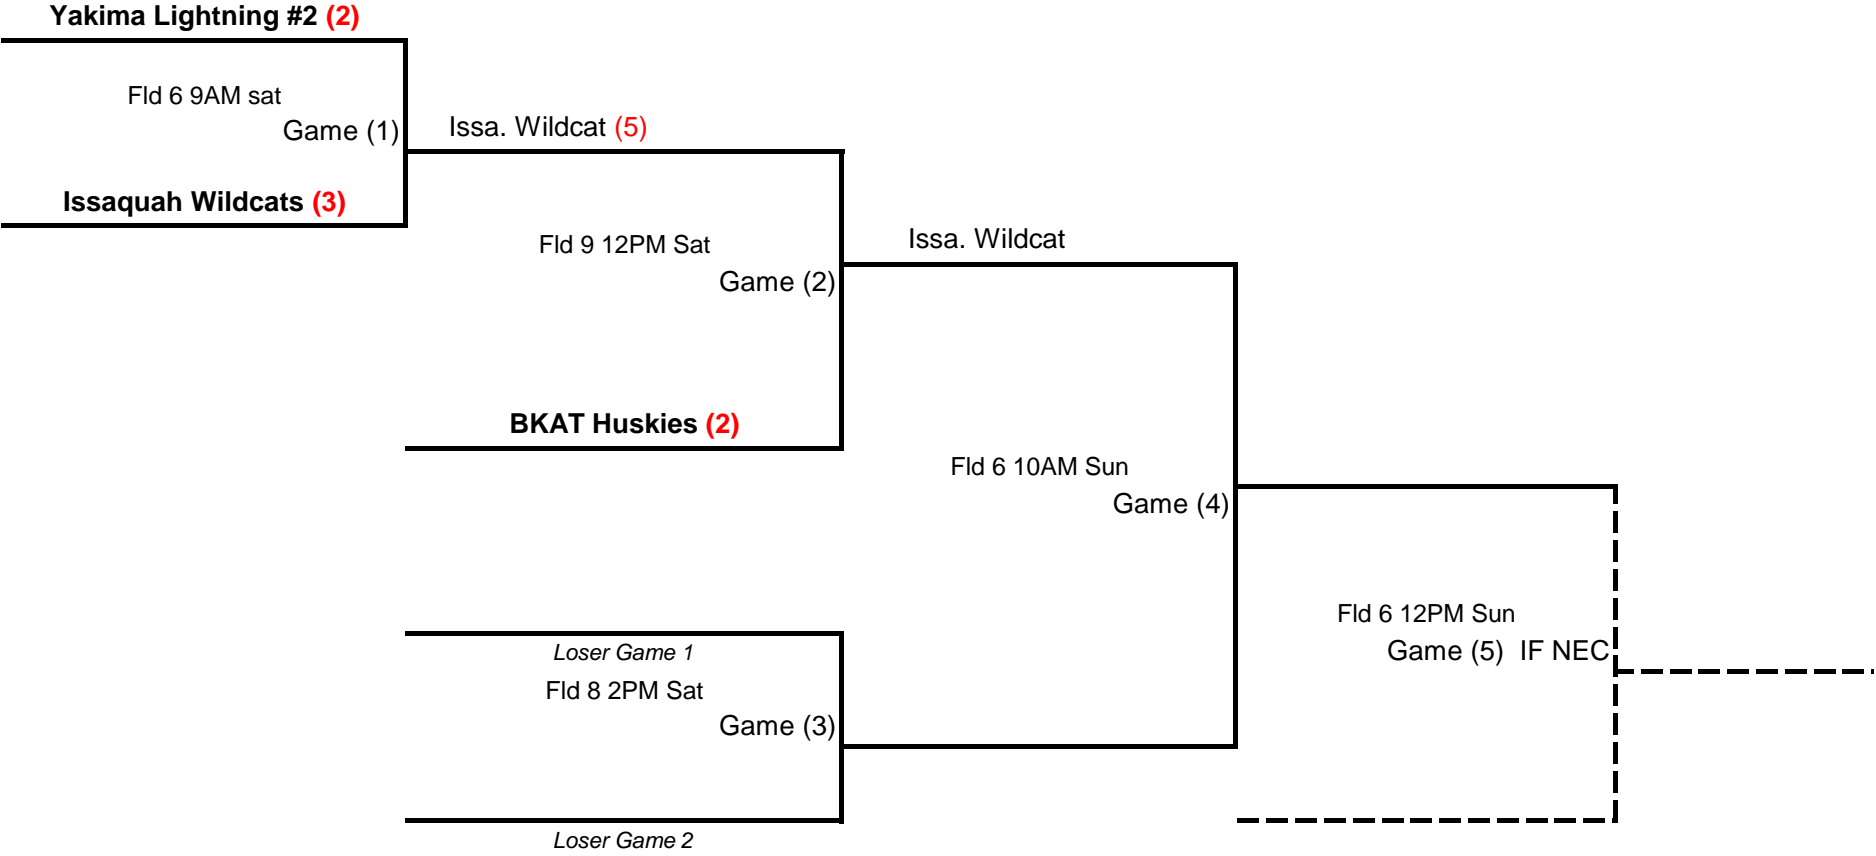 Yakima Lightning #2 (2)
Fld 6 9AM sat
Game (1)
Issaquah Wildcats (3)
Issa. Wildcat (5)
Fld 9 12PM Sat
Game (2)
BKAT Huskies (2)
Issa. Wildcat
Fld 6 10AM Sun
Game (4)
Loser Game 1
Fld 8 2PM Sat
Game (3)
Loser Game 2
Fld 6 12PM Sun
Game (5) IF NEC